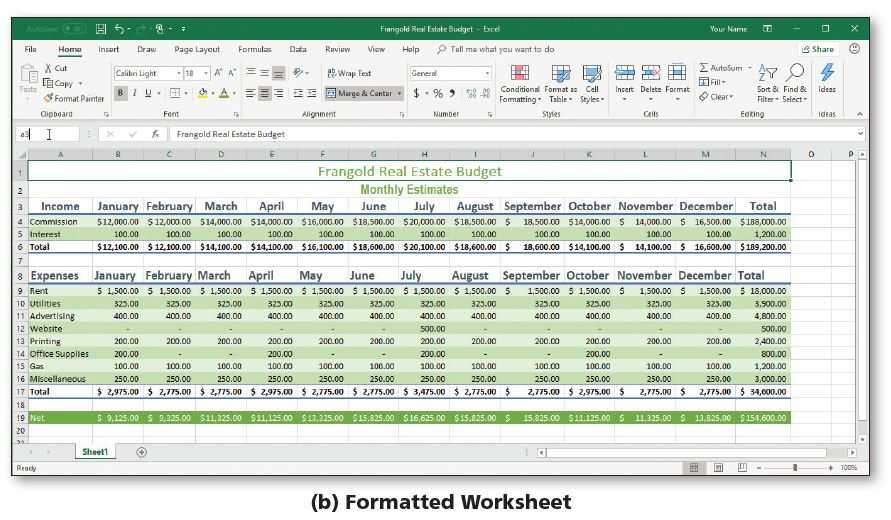 AutoSave Off Frangold Real Estate Budget - Excel Your Name
File Home Insert Draw Page Layout Formulas Data Review View Help Tell me what you want to do Share
Paste
Cut
Copy
Format Painter
Clipboard
Calibri Light 18 A A
B I U A
Font
Wrap Text
Merge & Center
Alignment
General
$ % 9
Number
Conditional Formatting Format as Table Cell Styles
Styles
Insert Delete Format
Cells
AutoSum
Fill
Clear
Sort & Filter Find & Select
Editing
Ideas
Ideas
a3 fx Frangold Real Estate Budget
A B C D E F G H I J K L M N O P
1 Frangold Real Estate Budget
2 Monthly Estimates
3 Income January February March April May June July August September October November December Total
4 Commission $12,000.00 $ 12,000.00 $14,000.00 $14,000.00 $16,000.00 $18,500.00 $20,000.00 $18,500.00 $ 18,500.00 $14,000.00 $ 14,000.00 $ 16,500.00 $188,000.00
5 Interest 100.00 100.00 100.00 100.00 100.00 100.00 100.00 100.00 100.00 100.00 100.00 100.00 1,200.00
6 Total $12,100.00 $ 12,100.00 $14,100.00 $14,100.00 $16,100.00 $18,600.00 $20,100.00 $18,600.00 $ 18,600.00 $14,100.00 $ 14,100.00 $ 16,600.00 $189,200.00
7
8 Expenses January February March April May June July August September October November December Total
9 Rent $ 1,500.00 $ 1,500.00 $ 1,500.00 $ 1,500.00 $ 1,500.00 $ 1,500.00 $ 1,500.00 $ 1,500.00 $ 1,500.00 $ 1,500.00 $ 1,500.00 $ 1,500.00 $ 18,000.00
10 Utilities 325.00 325.00 325.00 325.00 325.00 325.00 325.00 325.00 325.00 325.00 325.00 325.00 3,900.00
11 Advertising 400.00 400.00 400.00 400.00 400.00 400.00 400.00 400.00 400.00 400.00 400.00 400.00 4,800.00
12 Website - - - - - - 500.00 - - - - - 500.00
13 Printing 200.00 200.00 200.00 200.00 200.00 200.00 200.00 200.00 200.00 200.00 200.00 200.00 2,400.00
14 Office Supplies 200.00 - - 200.00 - - 200.00 - - 200.00 - - 800.00
15 Gas 100.00 100.00 100.00 100.00 100.00 100.00 100.00 100.00 100.00 100.00 100.00 100.00 1,200.00
16 Miscellaneous 250.00 250.00 250.00 250.00 250.00 250.00 250.00 250.00 250.00 250.00 250.00 250.00 3,000.00
17 Total $ 2,975.00 $ 2,775.00 $ 2,775.00 $ 2,975.00 $ 2,775.00 $ 2,775.00 $ 3,475.00 $ 2,775.00 $ 2,775.00 $ 2,975.00 $ 2,775.00 $ 2,775.00 $ 34,600.00
18
19 Net $ 9,125.00 $ 9,325.00 $11,325.00 $11,125.00 $13,325.00 $15,825.00 $16,625.00 $15,825.00 $ 15,825.00 $11,125.00 $ 11,325.00 $ 13,825.00 $154,600.00
20
21
Sheet1
Ready 100%
(b) Formatted Worksheet